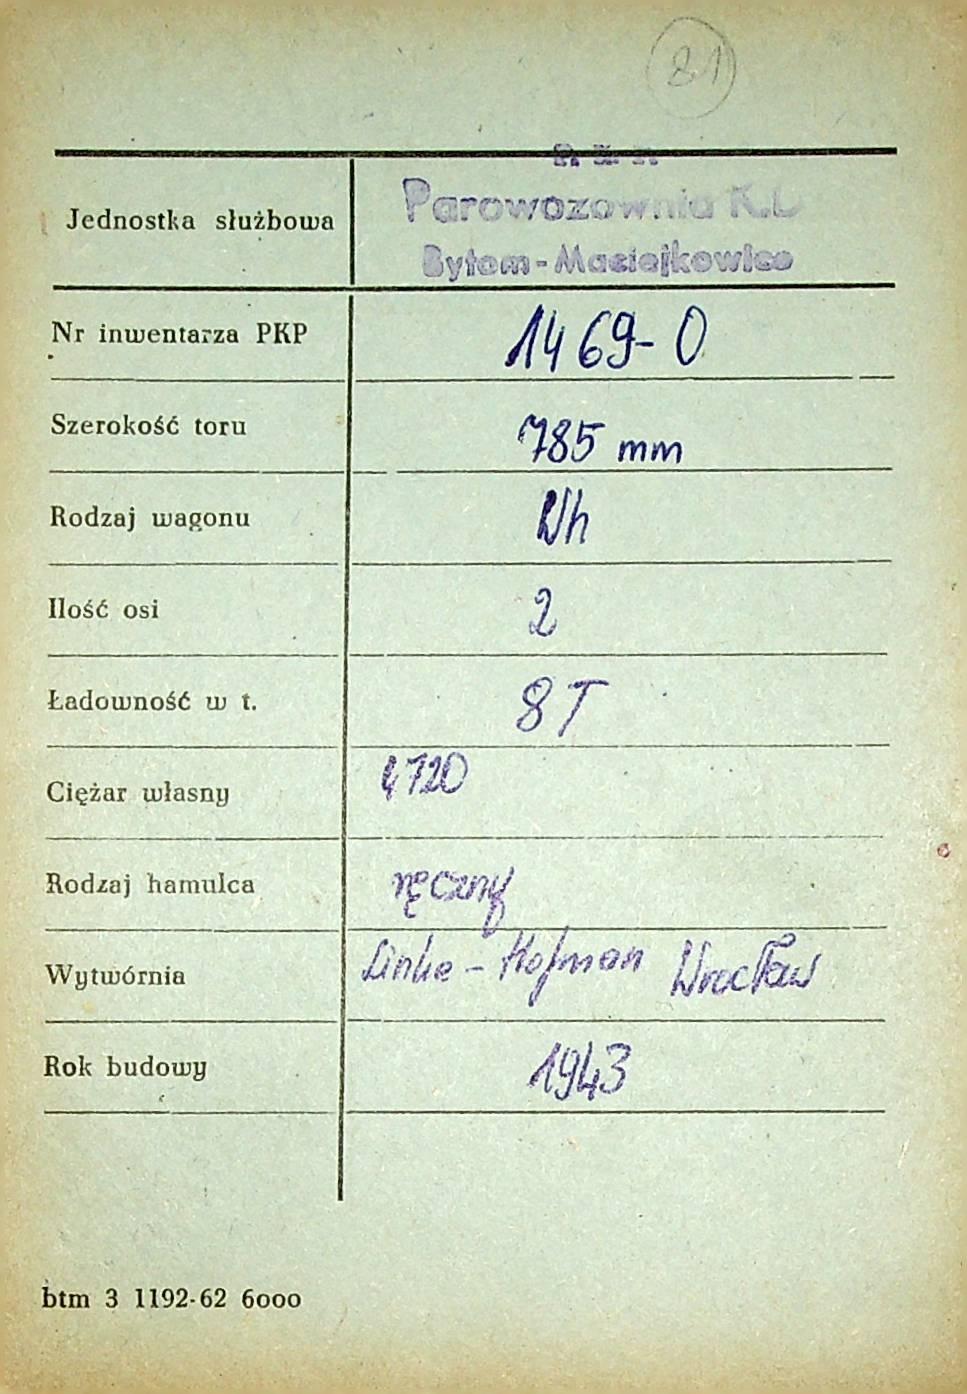 81
P. K. P.
Jednostka służbowa Parowozownia K.D
Bytom-Maciejkowice
Nr inwentarza PKP 1469-0
Szerokość toru 785 mm
Rodzaj wagonu Wh
Ilość osi 2
Ładowność w t. 8T
Ciężar własny 4720
Rodzaj hamulca ręczny
Wytwórnia Linke - Hofman Wrocław
Rok budowy 1943
btm 3 1192-62 6000